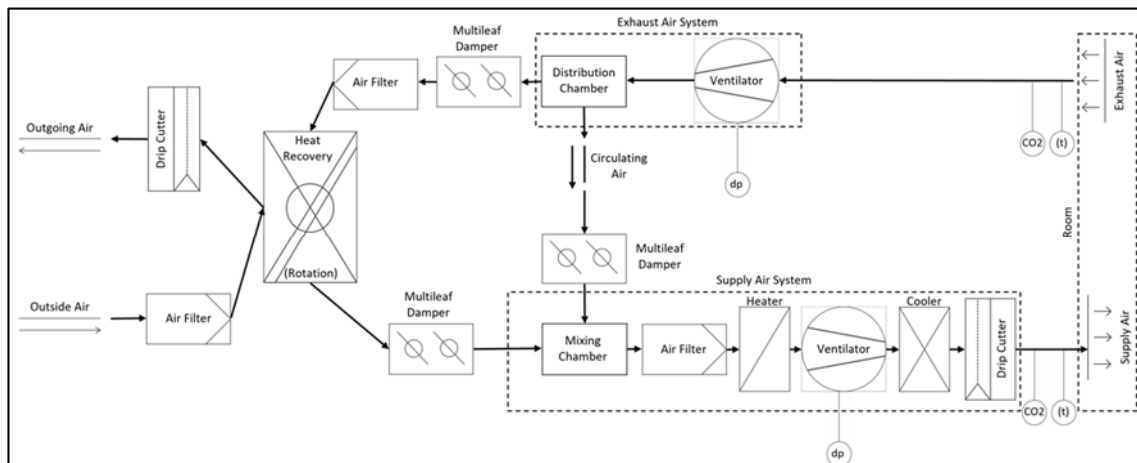 Exhaust Air System
Multileaf
Damper
Air Filter
Distribution
Chamber
Ventilator
Exhaust Air
CO2
(t)
dp
Outgoing Air
Drip Cutter
Heat
Recovery
(Rotation)
Circulating
Air
Room
Multileaf
Damper
Outside Air
Air Filter
Multileaf
Damper
Supply Air System
Mixing
Chamber
Air Filter
Heater
Ventilator
Cooler
Drip Cutter
Supply Air
CO2
(t)
dp